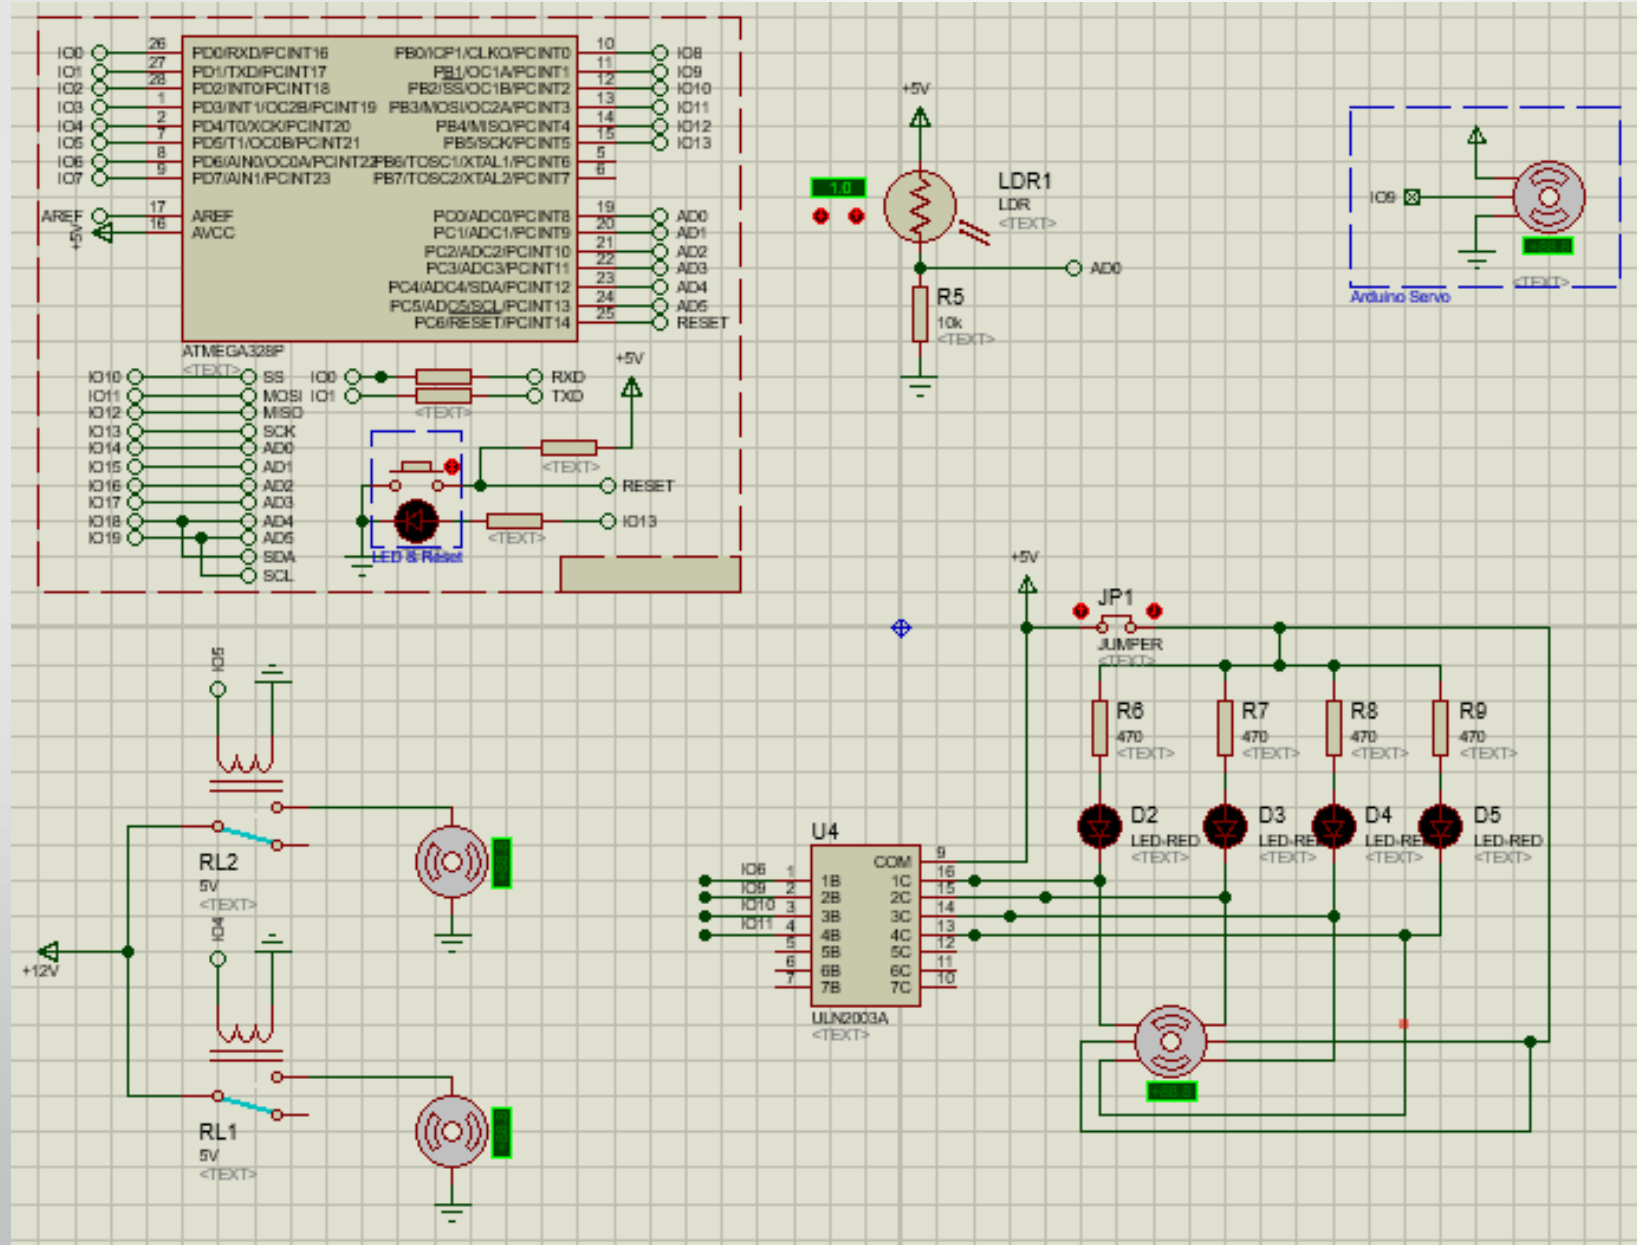 IO0 26 PD0/RXD/PCINT16 PB0/ICP1/CLKO/PCINT0 10 IO8
IO1 27 PD1/TXD/PCINT17 PB1/OC1A/PCINT1 11 IO9
IO2 28 PD2/INT0/PCINT18 PB2/SS/OC1B/PCINT2 12 IO10
IO3 1 PD3/INT1/OC2B/PCINT19 PB3/MOSI/OC2A/PCINT3 13 IO11
IO4 2 PD4/T0/XCK/PCINT20 PB4/MISO/PCINT4 14 IO12
IO5 7 PD5/T1/OC0B/PCINT21 PB5/SCK/PCINT5 15 IO13
IO6 8 PD6/AIN0/OC0A/PCINT22 PB6/TOSC1/XTAL1/PCINT6 5
IO7 9 PD7/AIN1/PCINT23 PB7/TOSC2/XTAL2/PCINT7 6
AREF 17 AREF PC0/ADC0/PCINT8 19 AD0
+5V 16 AVCC PC1/ADC1/PCINT9 20 AD1
PC2/ADC2/PCINT10 21 AD2
PC3/ADC3/PCINT11 22 AD3
PC4/ADC4/SDA/PCINT12 23 AD4
PC5/ADC5/SCL/PCINT13 24 AD5
PC6/RESET/PCINT14 25 RESET
ATMEGA328P
<TEXT>
IO10 SS
IO11 MOSI
IO12 MISO
IO13 SCK
IO14 AD0
IO15 AD1
IO16 AD2
IO17 AD3
IO18 AD4
IO19 AD5
SDA
SCL
IO0 RXD
IO1 TXD
<TEXT>
+5V
<TEXT>
RESET
IO13
<TEXT>
LED & Reset
+5V
1.0
LDR1
LDR
<TEXT>
AD0
R5
10k
<TEXT>
IO9
<TEXT>
Arduino Servo
IO5
RL2
5V
<TEXT>
IO4
+12V
RL1
5V
<TEXT>
+5V
JP1
JUMPER
<TEXT>
R6
470
<TEXT>
R7
470
<TEXT>
R8
470
<TEXT>
R9
470
<TEXT>
D2
LED-RED
<TEXT>
D3
LED-RE
<TEXT>
D4
LED-RE
<TEXT>
D5
LED-RED
<TEXT>
U4
COM 9
IO8 1 1B 1C 16
IO9 2 2B 2C 15
IO10 3 3B 3C 14
IO11 4 4B 4C 13
5 5B 5C 12
6 6B 6C 11
7 7B 7C 10
ULN2003A
<TEXT>